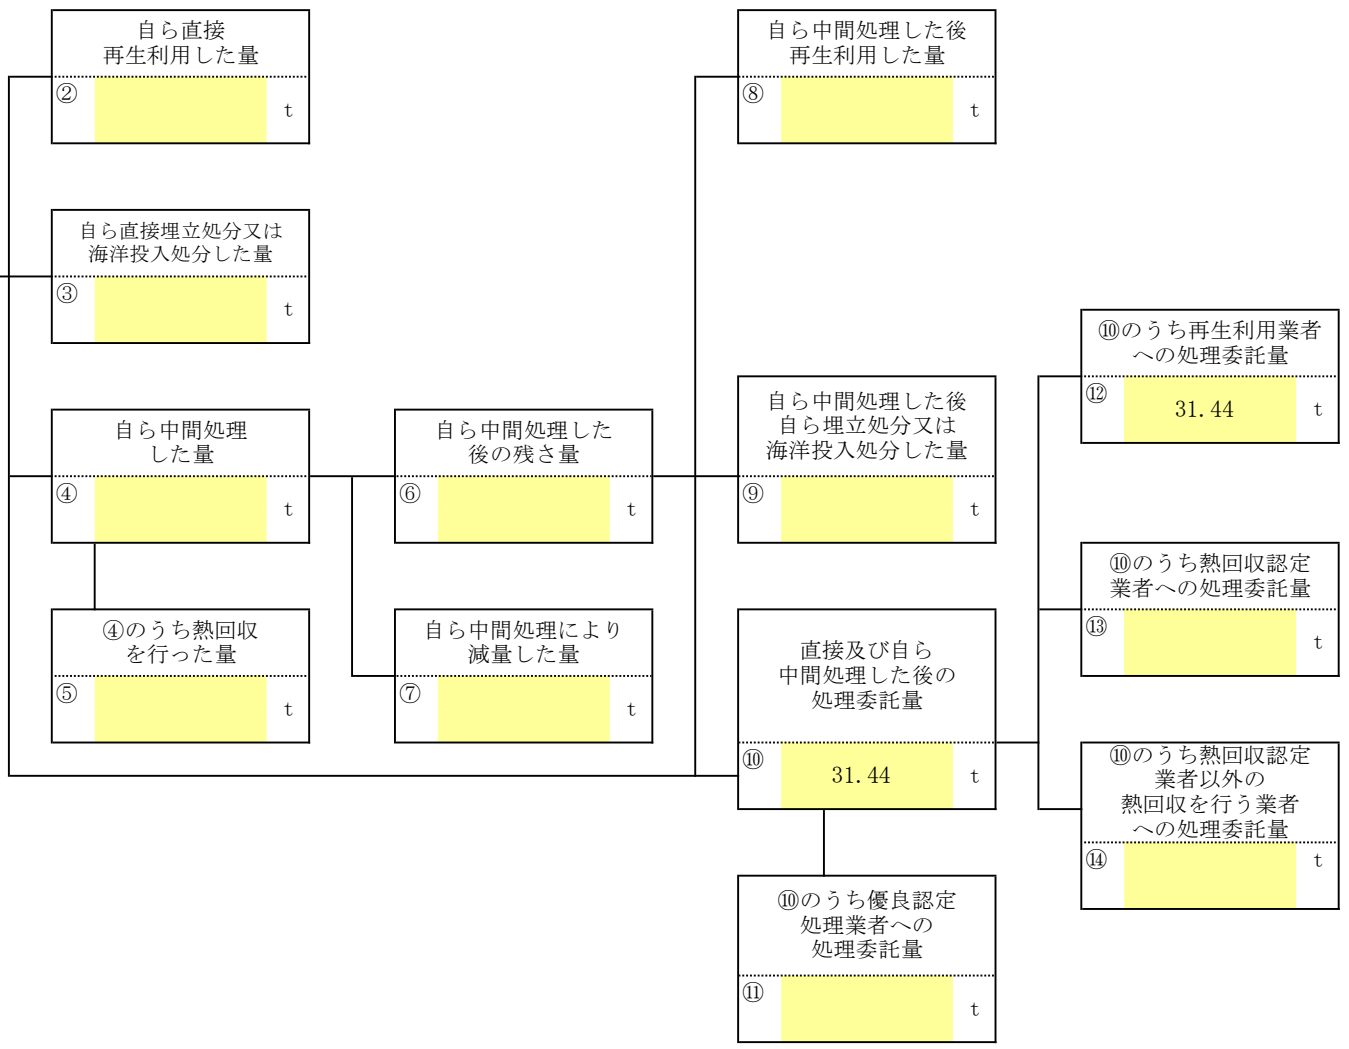 自ら直接
再生利用した量
②
t
自ら中間処理した後
再生利用した量
⑧
t
自ら直接埋立処分又は
海洋投入処分した量
③
t
⑩のうち再生利用業者
への処理委託量
⑫
31.44
t
自ら中間処理
した量
④
t
自ら中間処理した
後の残さ量
⑥
t
自ら中間処理した後
自ら埋立処分又は
海洋投入処分した量
⑨
t
⑩のうち熱回収認定
業者への処理委託量
⑬
t
④のうち熱回収
を行った量
⑤
t
自ら中間処理により
減量した量
⑦
t
直接及び自ら
中間処理した後の
処理委託量
⑩
31.44
t
⑩のうち熱回収認定
業者以外の
熱回収を行う業者
への処理委託量
⑭
t
⑩のうち優良認定
処理業者への
処理委託量
⑪
t